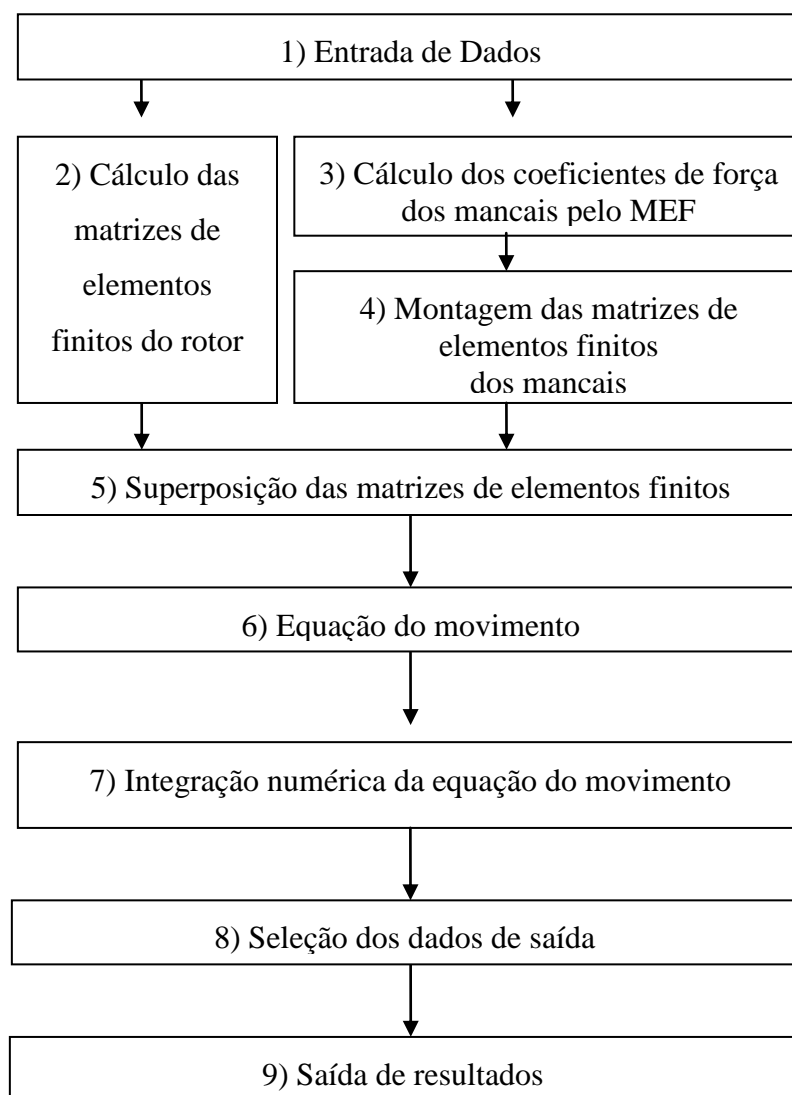 1) Entrada de Dados
2) Cálculo das
matrizes de
elementos
finitos do rotor
3) Cálculo dos coeficientes de força
dos mancais pelo MEF
4) Montagem das matrizes de
elementos finitos
dos mancais
5) Superposição das matrizes de elementos finitos
6) Equação do movimento
7) Integração numérica da equação do movimento
8) Seleção dos dados de saída
9) Saída de resultados